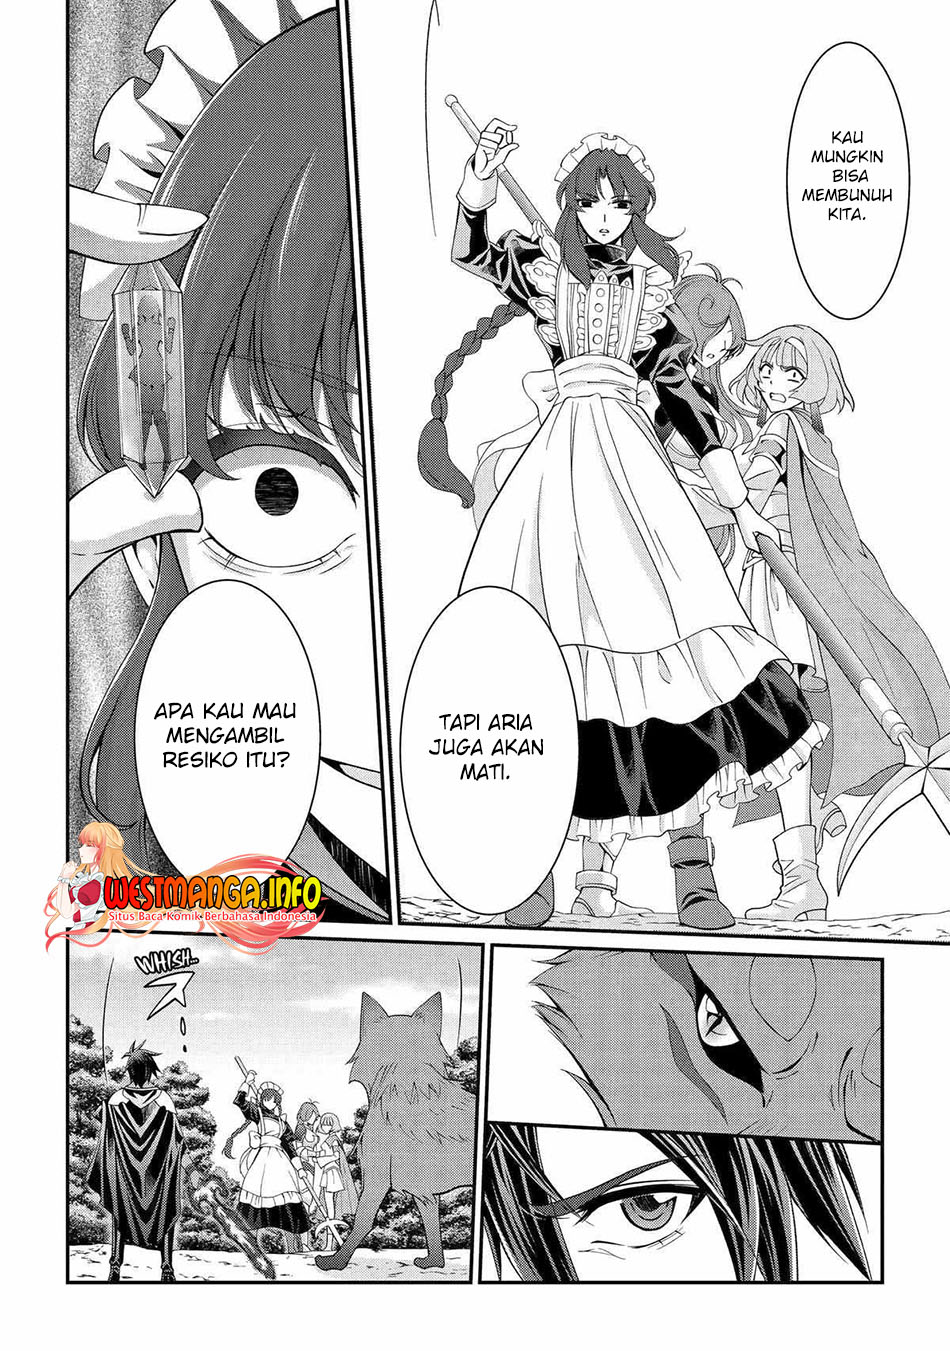 KAU
MUNGKIN
BISA
MEMBUNUH
KITA.
TAPI ARIA
JUGA AKAN
MATI.
APA KAU MAU
MENGAMBIL
RESIKO ITU?
WESTMANGA.INFO
Situs Baca Komik Berbahasa Indonesia
WHISH...